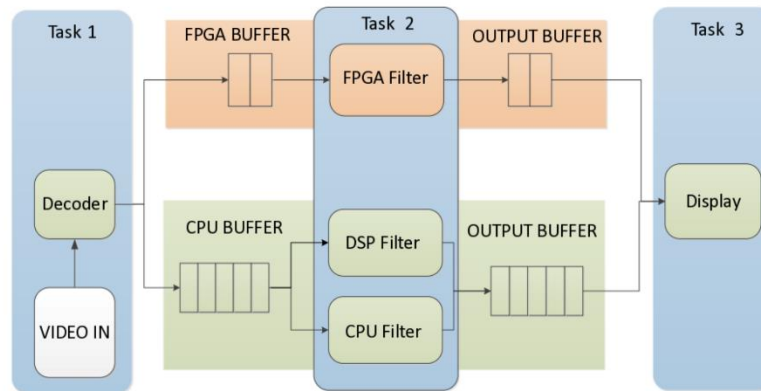 Task 1
FPGA BUFFER
Task 2
OUTPUT BUFFER
Task 3
FPGA Filter
Decoder
Display
CPU BUFFER
DSP Filter
OUTPUT BUFFER
VIDEO IN
CPU Filter